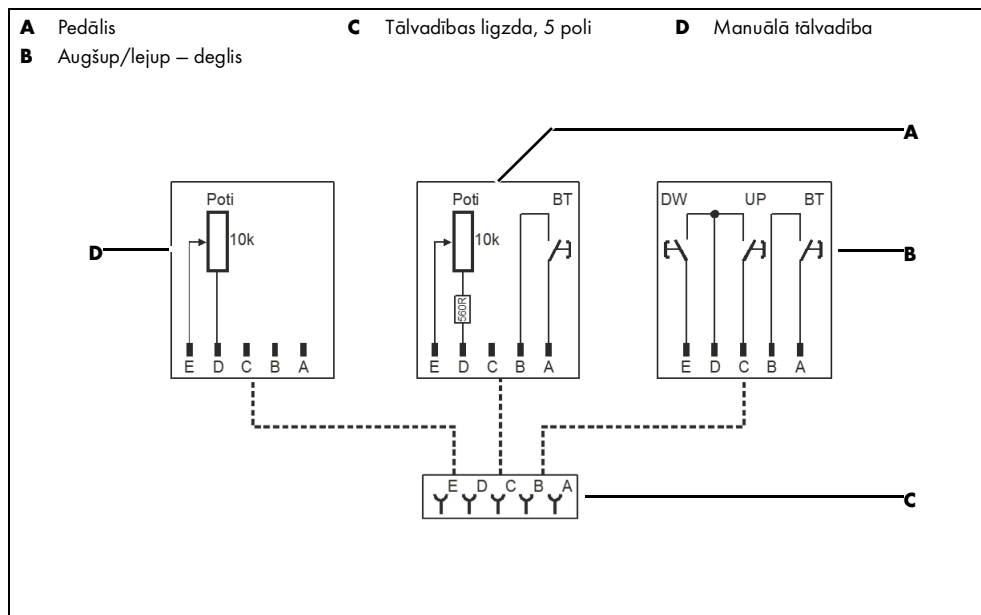 A Pedālis C Tālvadības ligzda, 5 poli D Manuālā tālvadība
B Augšup/lejup – deglis
A
Poti Poti BT DW UP BT
10k 10k
D B
560R
E D C B A E D C B A E D C B A
E D C B A
C